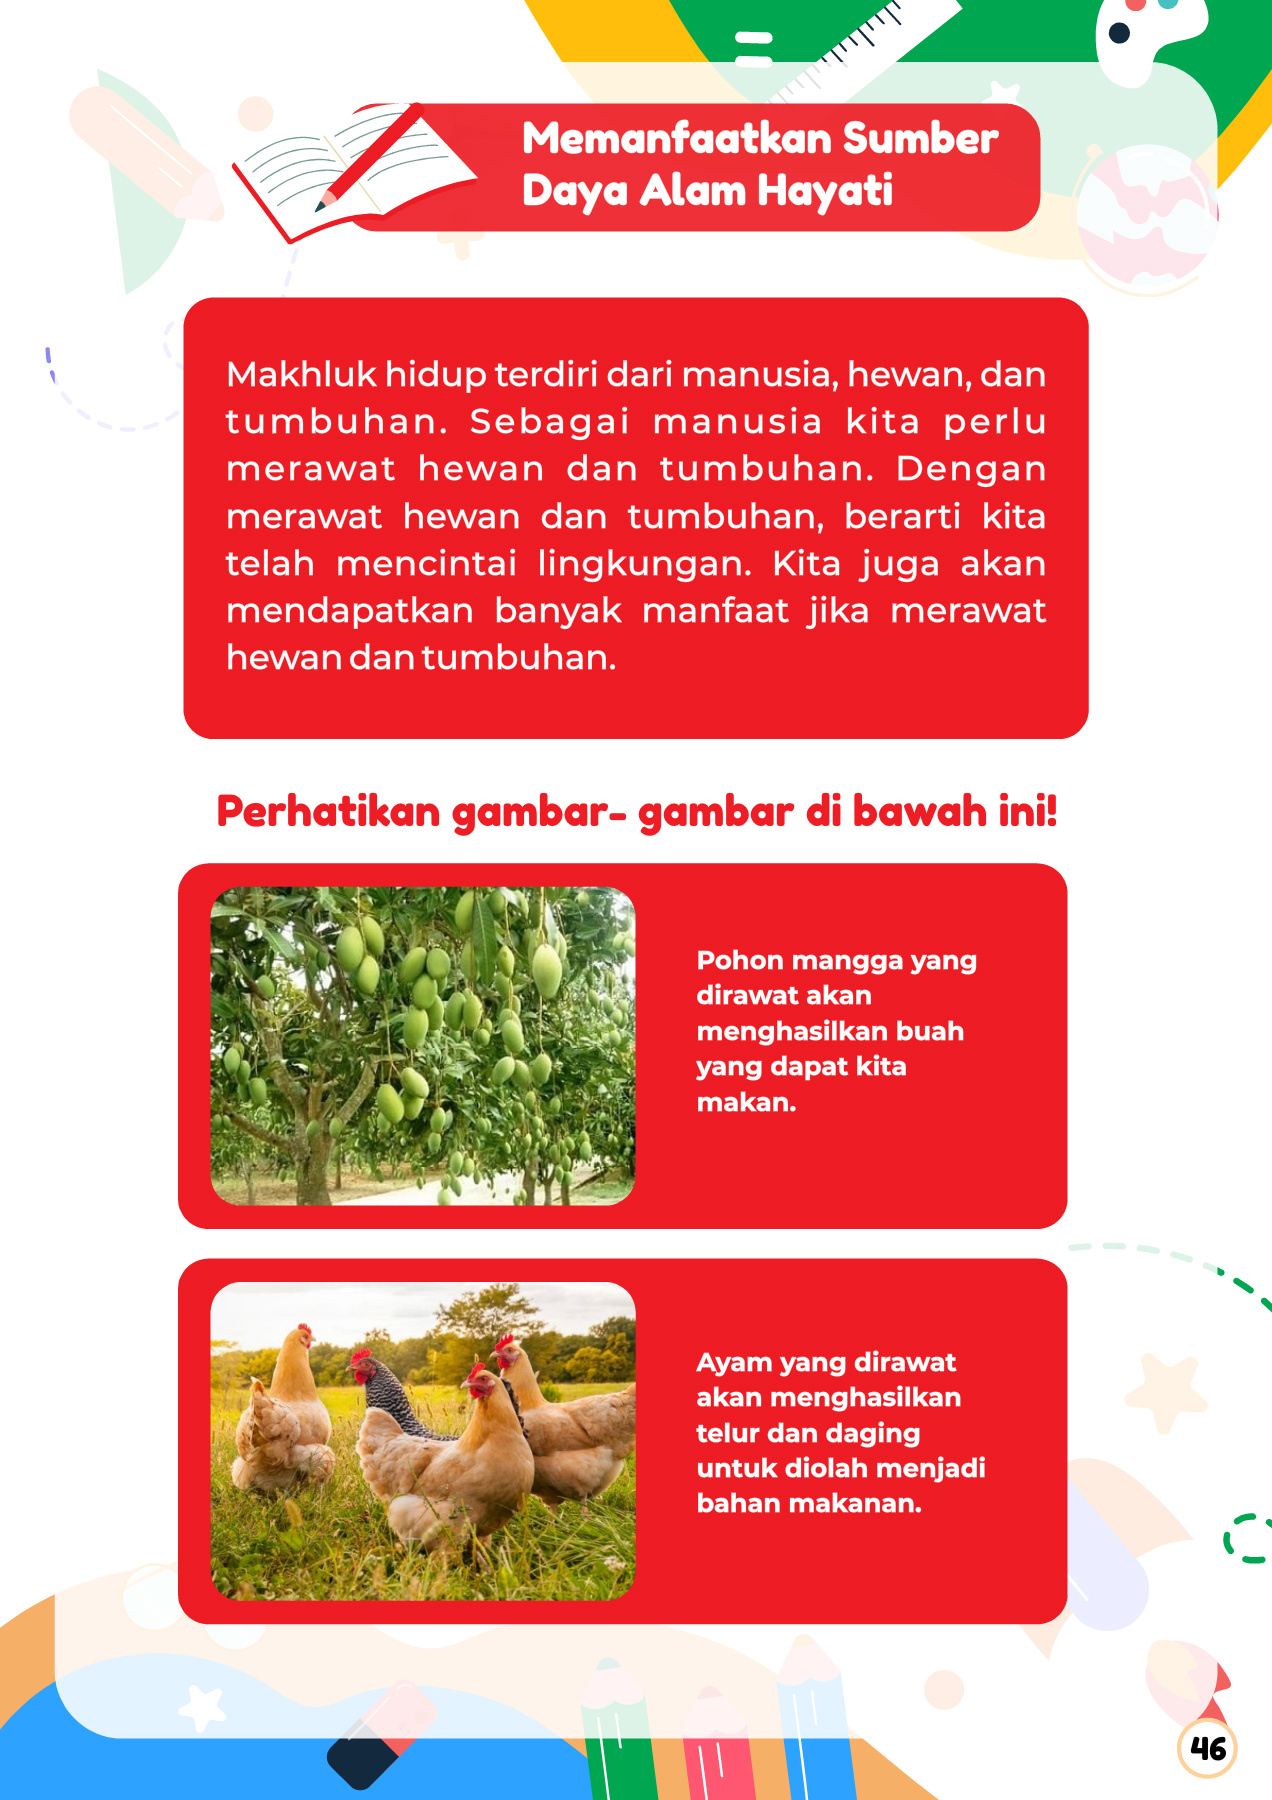 Memanfaatkan Sumber
Daya Alam Hayati
Makhluk hidup terdiri dari manusia, hewan, dan
tumbuhan. Sebagai manusia kita perlu
merawat hewan dan tumbuhan. Dengan
merawat hewan dan tumbuhan, berarti kita
telah mencintai lingkungan. Kita juga akan
mendapatkan banyak manfaat jika merawat
hewan dan tumbuhan.
Perhatikan gambar- gambar di bawah ini!
Pohon mangga yang
dirawat akan
menghasilkan buah
yang dapat kita
makan.
Ayam yang dirawat
akan menghasilkan
telur dan daging
untuk diolah menjadi
bahan makanan.
46